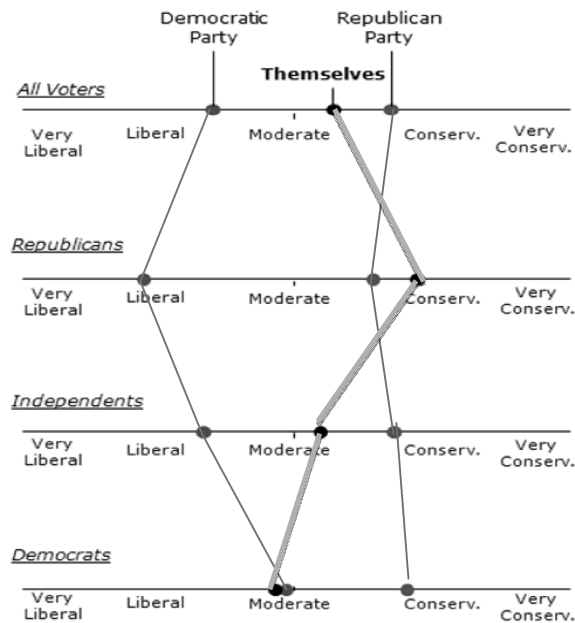 Democratic Party
Republican Party
Themselves
All Voters
Very Liberal
Liberal
Moderate
Conserv.
Very Conserv.
Republicans
Very Liberal
Liberal
Moderate
Conserv.
Very Conserv.
Independents
Very Liberal
Liberal
Moderate
Conserv.
Very Conserv.
Democrats
Very Liberal
Liberal
Moderate
Conserv.
Very Conserv.